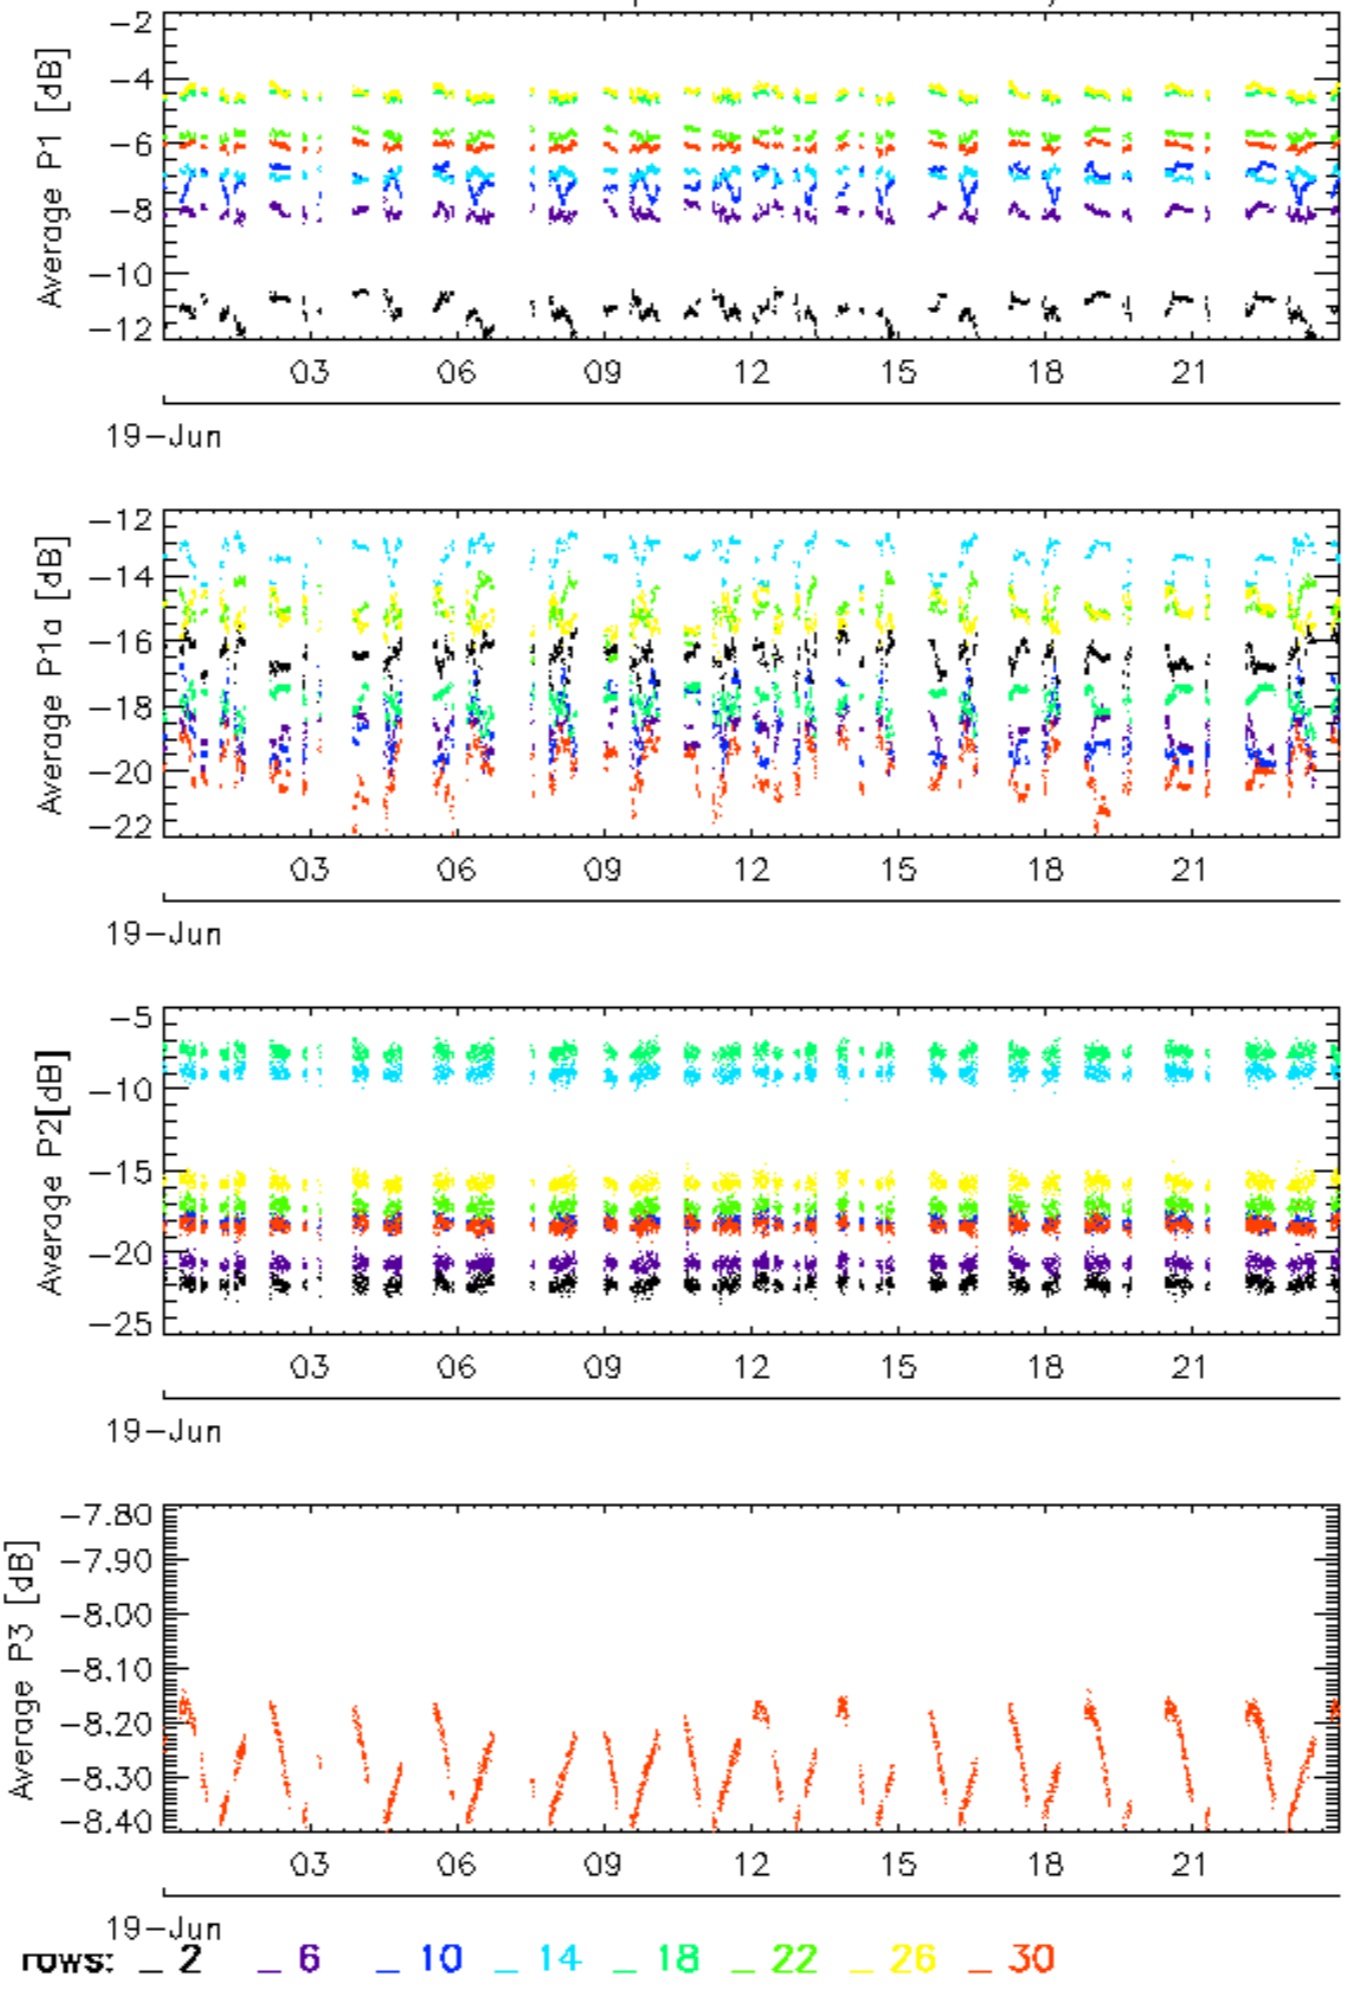 Average P1 [dB]
-2
-4
-6
-8
-10
-12
03 06 09 12 15 18 21
19-Jun
Average P1a [dB]
-12
-14
-16
-18
-20
-22
03 06 09 12 15 18 21
19-Jun
Average P2[dB]
-5
-10
-15
-20
-25
03 06 09 12 15 18 21
19-Jun
Average P3 [dB]
-7.80
-7.90
-8.00
-8.10
-8.20
-8.30
-8.40
03 06 09 12 15 18 21
19-Jun
rows: _ 2 _ 6 _ 10 _ 14 _ 18 _ 22 _ 26 _ 30